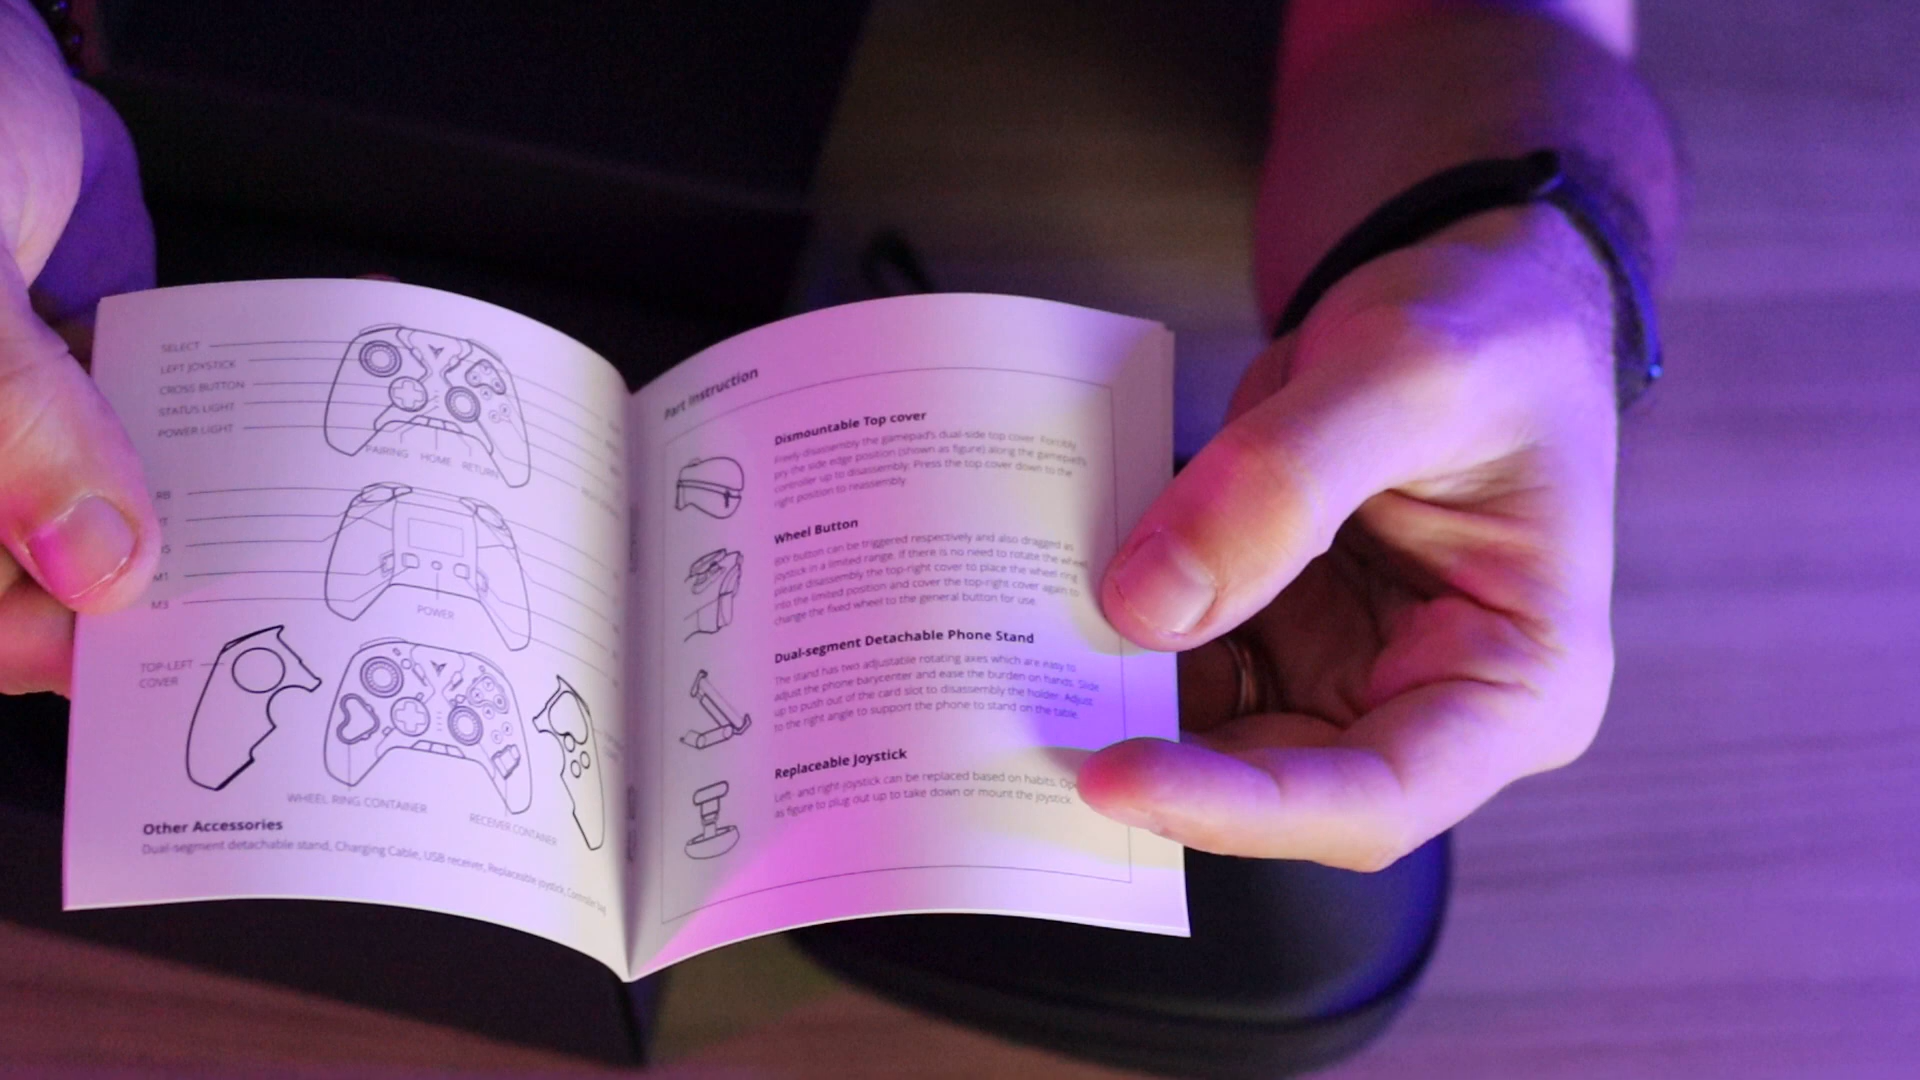 SELECT
LEFT JOYSTICK
CROSS BUTTON
STATUS LIGHT
POWER LIGHT
PAIRING HOME RETURN
RB
M1
M3
POWER
TOP-LEFT
COVER
WHEEL RING CONTAINER
RECEIVER CONTAINER
Other Accessories
Dual-segment detachable stand, Charging Cable, USB receiver, Replaceable joystick, Controller bag
Part Instruction
Dismountable Top cover
Freely disassembly the gamepad's dual-side top cover. Forcibly
pry the side edge position (shown as figure) along the gamepad's
controller up to disassembly. Press the top cover down to the
right position to reassembly.
Wheel Button
button can be triggered respectively and also dragged as
joystick in a limited range. If there is no need to rotate the wheel
please disassembly the top-right cover to place the wheel ring
into the limited position and cover the top-right cover again to
change the fixed wheel to the general button for use.
Dual-segment Detachable Phone Stand
The stand has two adjustable rotating axes which are easy to
adjust the phone barycenter and ease the burden on hands. Slide
up to push out of the card slot to disassembly the holder. Adjust
to the right angle to support the phone to stand on the table.
Replaceable Joystick
Left- and right-joystick can be replaced based on habits.
as figure to plug out up to take down or mount the joystick.